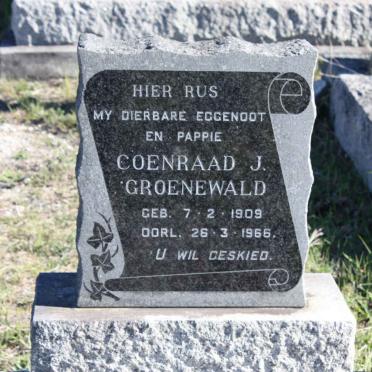 HIER RUS
MY DIERBARE EGGENOOT
EN PAPPIE
COENRAAD J.
GROENEWALD
GEB. 7-2-1909
OORL. 26-3-1966.
U WIL GESKIED.